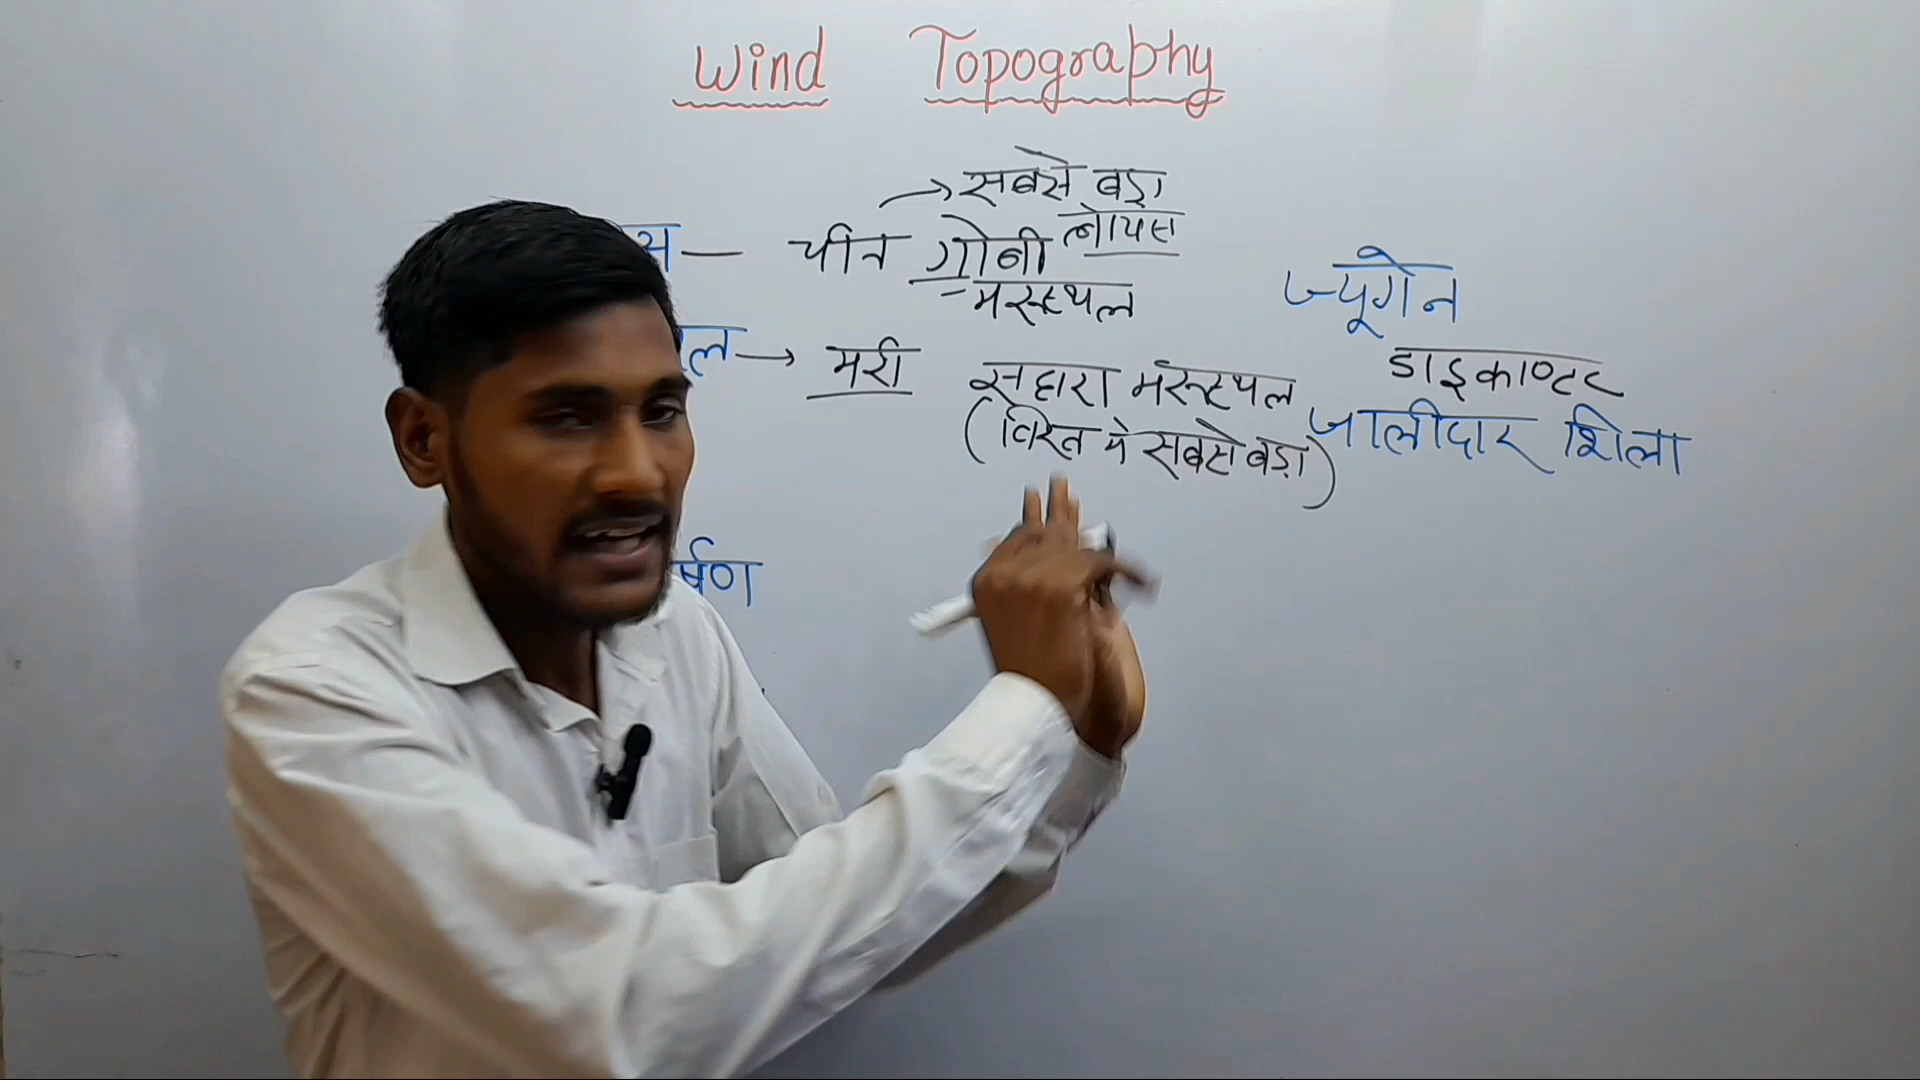 Wind Topography
→ सबसे बड़ा
स — चीन गोबी लोयस
मरुस्थल
ज्यूगेन
ल → मरी सहारा मरुस्थल
डाइकाण्टर
(विश्व मे सबसे बड़ा)
जालीदार शिला
र्षण